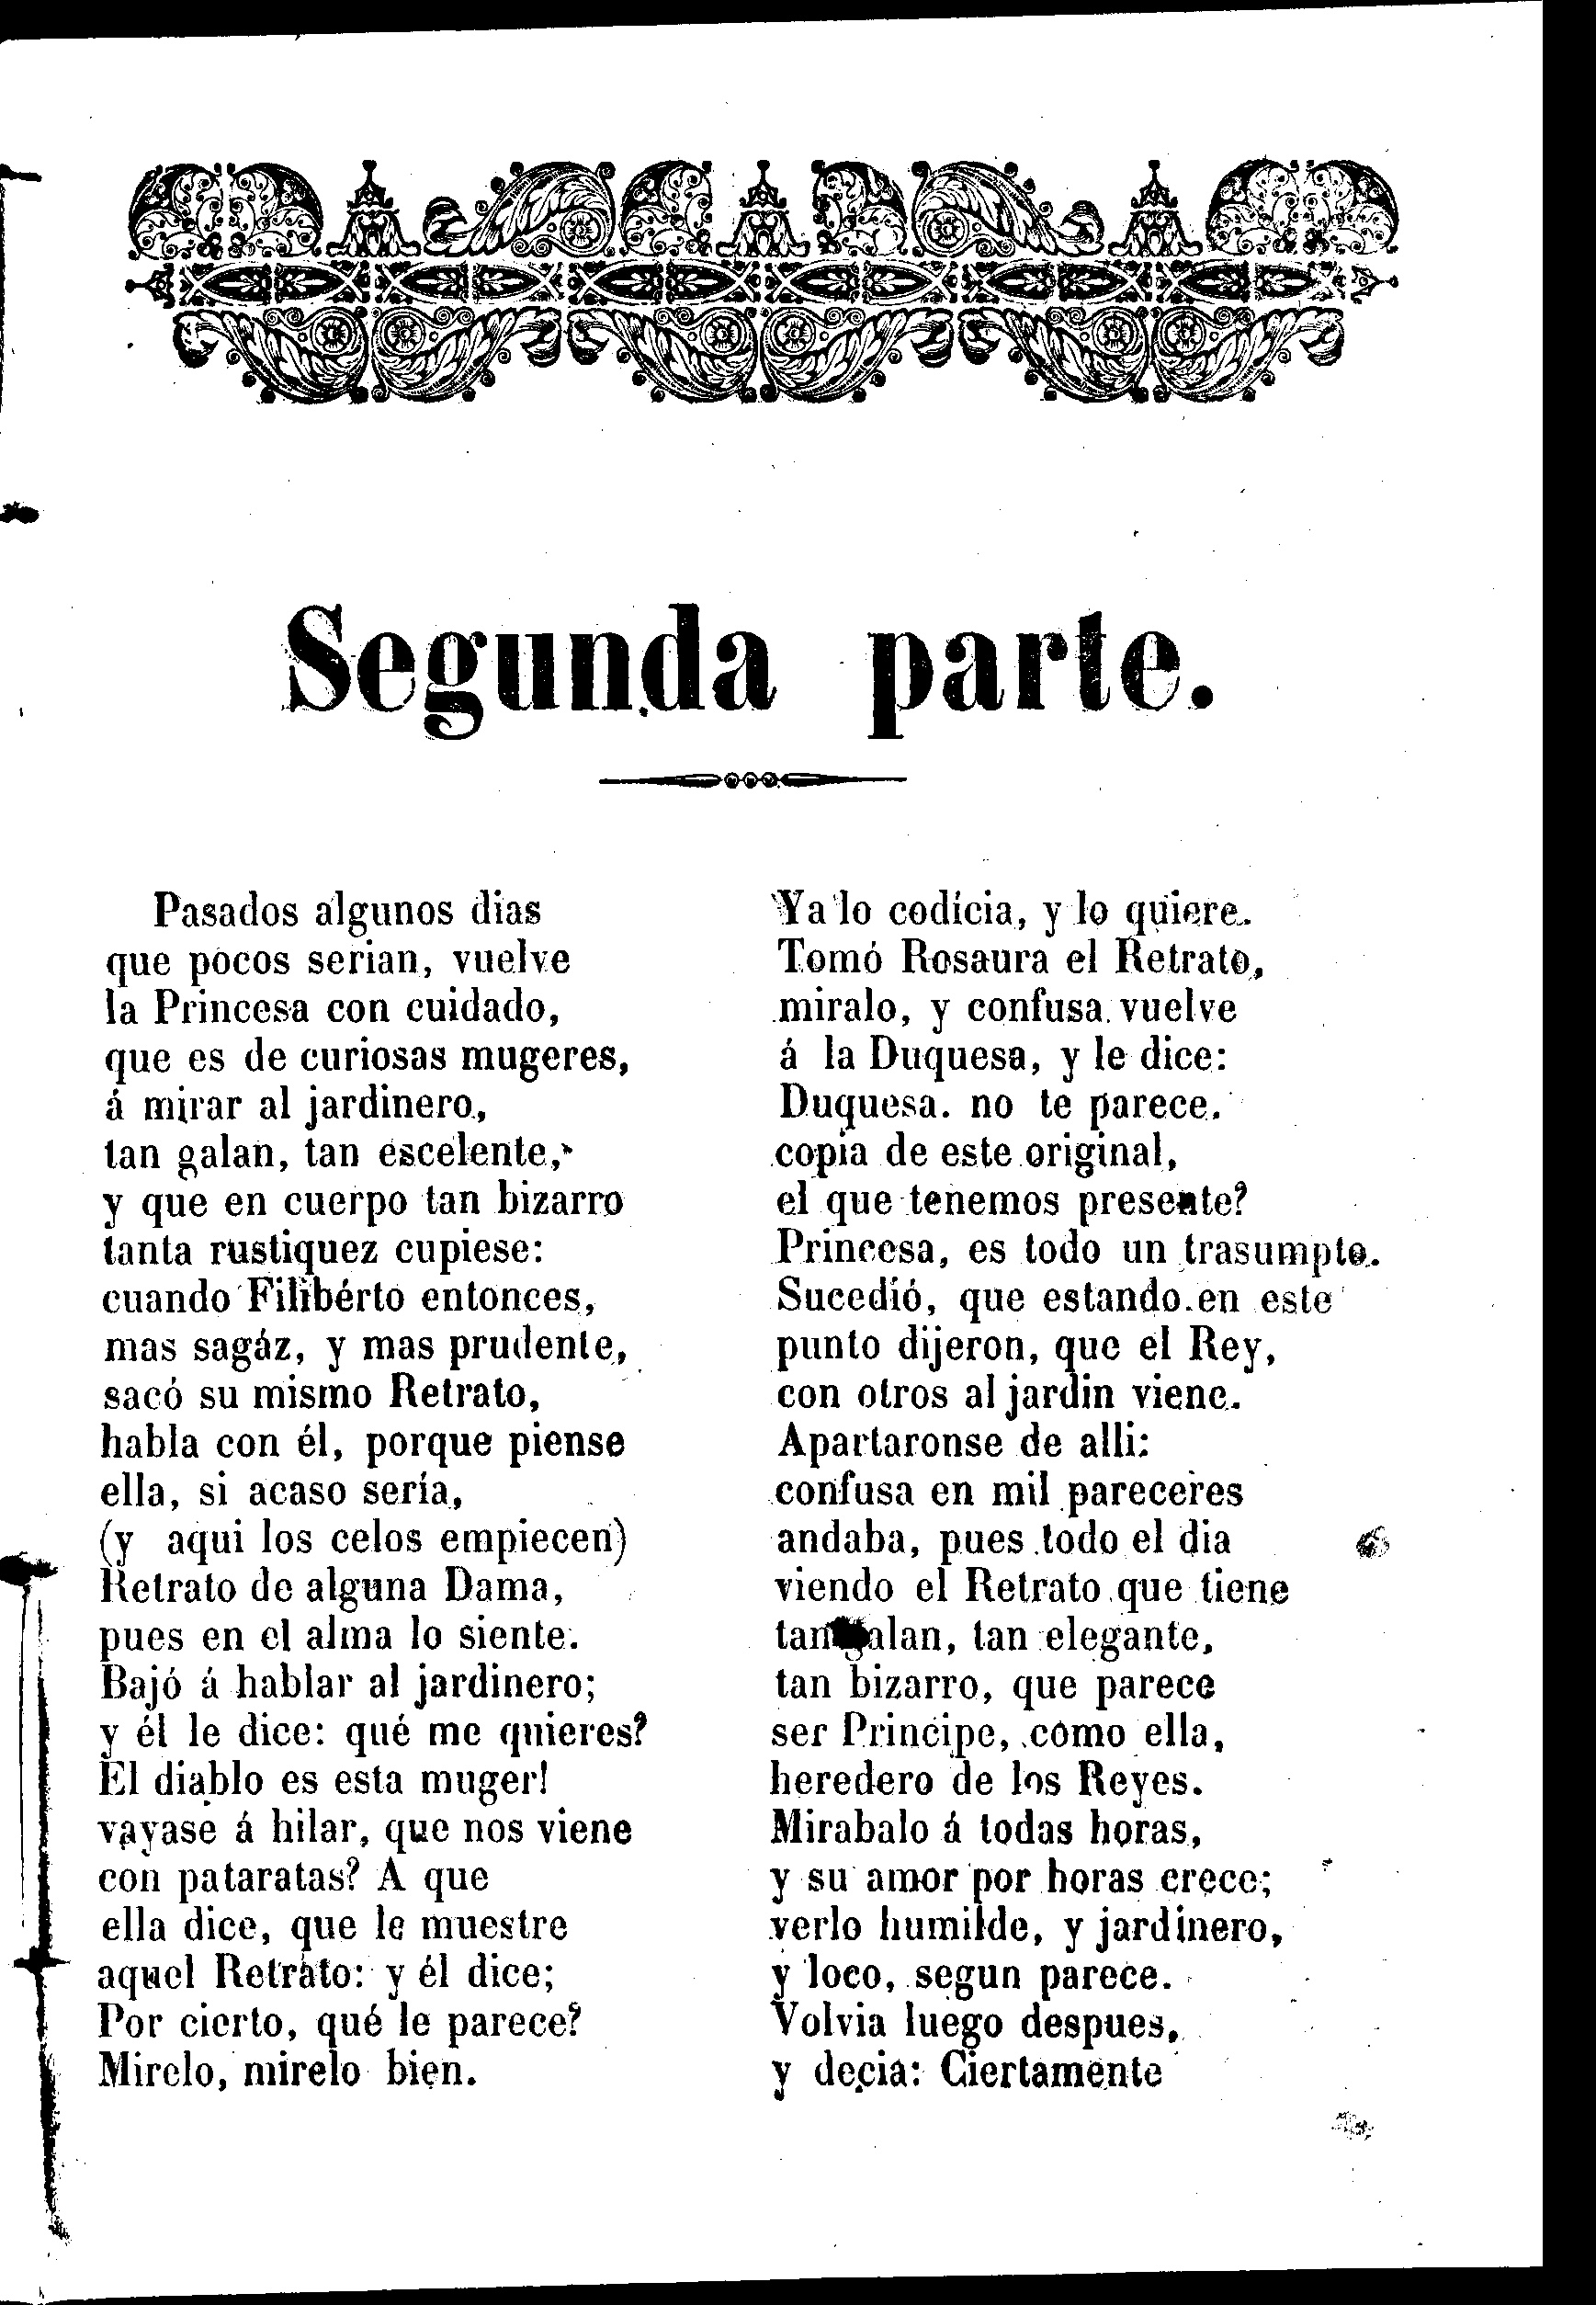 Segunda parte.
Pasados algunos dias
que pocos serian, vuelve
la Princesa con cuidado,
que es de curiosas mugeres,
á mirar al jardinero,
tan galan, tan escelente,
y que en cuerpo tan bizarro
tanta rustiquez cupiese:
cuando Filibérto entonces,
mas sagáz, y mas prudente,
sacó su mismo Retrato,
habla con él, porque piense
ella, si acaso sería,
(y aqui los celos empiecen)
Retrato de alguna Dama,
pues en el alma lo siente.
Bajó á hablar al jardinero;
y él le dice: qué me quieres?
El diablo es esta muger!
vayase á hilar, que nos viene
con pataratas? A que
ella dice, que le muestre
aquel Retrato: y él dice;
Por cierto, qué le parece?
Mirelo, mirelo bien.
Ya lo codícia, y lo quiere.
Tomó Rosaura el Retrato,
miralo, y confusa vuelve
á la Duquesa, y le dice:
Duquesa. no te parece.
copia de este original,
el que tenemos presente?
Princesa, es todo un trasumpto.
Sucedió, que estando en este
punto dijeron, que el Rey,
con otros al jardin viene.
Apartaronse de alli:
confusa en mil pareceres
andaba, pues todo el dia
viendo el Retrato que tiene
tan galan, tan elegante,
tan bizarro, que parece
ser Principe, como ella,
heredero de los Reyes.
Mirabalo á todas horas,
y su amor por horas crece;
verlo humilde, y jardinero,
y loco, segun parece.
Volvia luego despues,
y decia: Ciertamente